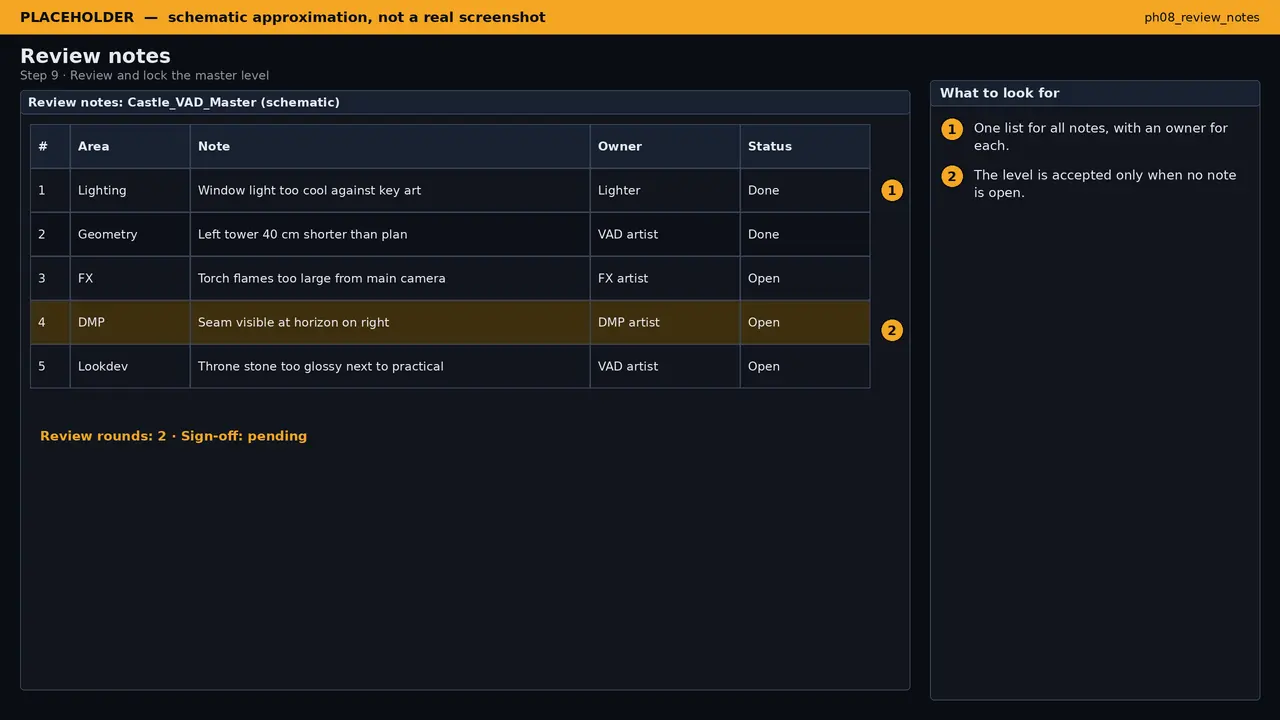 PLACEHOLDER — schematic approximation, not a real screenshot
ph08_review_notes
Review notes
Step 9 · Review and lock the master level
Review notes: Castle_VAD_Master (schematic)
# Area Note Owner Status
1 Lighting Window light too cool against key art Lighter Done
1
2 Geometry Left tower 40 cm shorter than plan VAD artist Done
3 FX Torch flames too large from main camera FX artist Open
4 DMP Seam visible at horizon on right DMP artist Open
2
5 Lookdev Throne stone too glossy next to practical VAD artist Open
Review rounds: 2 · Sign-off: pending
What to look for
1 One list for all notes, with an owner for
each.
2 The level is accepted only when no note
is open.